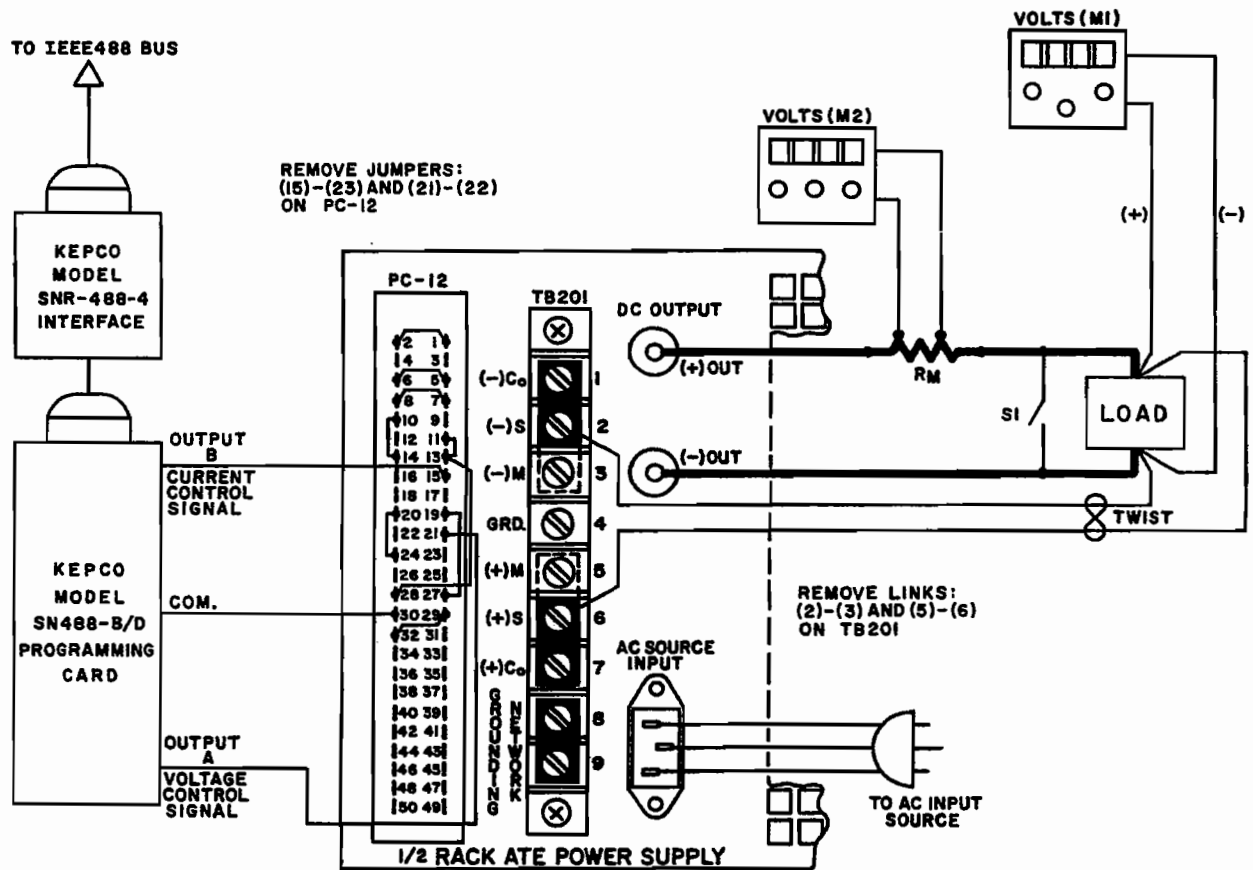 TO IEEE488 BUS
KEPCO
MODEL
SNR-488-4
INTERFACE
KEPCO
MODEL
SN488-B/D
PROGRAMMING
CARD
OUTPUT
B
CURRENT
CONTROL
SIGNAL
COM.
OUTPUT
A
VOLTAGE
CONTROL
SIGNAL
REMOVE JUMPERS:
(15)-(23) AND (21)-(22)
ON PC-12
PC-12
2 1
4 3
6 5
8 7
10 9
12 11
14 13
16 15
18 17
20 19
22 21
24 23
26 25
28 27
30 29
32 31
34 33
36 35
38 37
40 39
42 41
44 43
46 45
48 47
50 49
TB201
(-)Co 1
(-)S 2
(-)M 3
GRD. 4
(+)M 5
(+)S 6
(+)Co 7
8
9
GROUNDING
NETWORK
1/2 RACK ATE POWER SUPPLY
DC OUTPUT
(+)OUT
(-)OUT
AC SOURCE
INPUT
TO AC INPUT
SOURCE
REMOVE LINKS:
(2)-(3) AND (5)-(6)
ON TB201
VOLTS (M2)
VOLTS (M1)
RM
S1
LOAD
(+)
(-)
TWIST